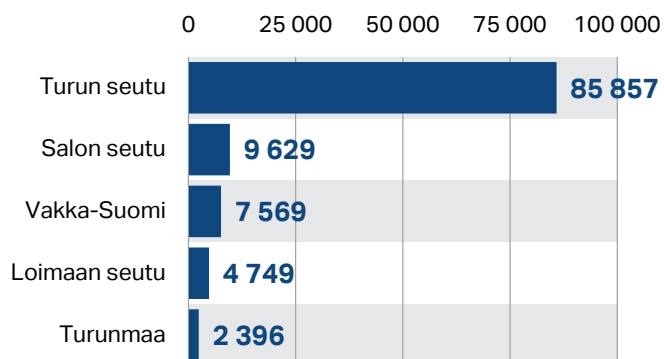 0 25 000 50 000 75 000 100 000
Turun seutu 85 857
Salon seutu 9 629
Vakka-Suomi 7 569
Loimaan seutu 4 749
Turunmaa 2 396